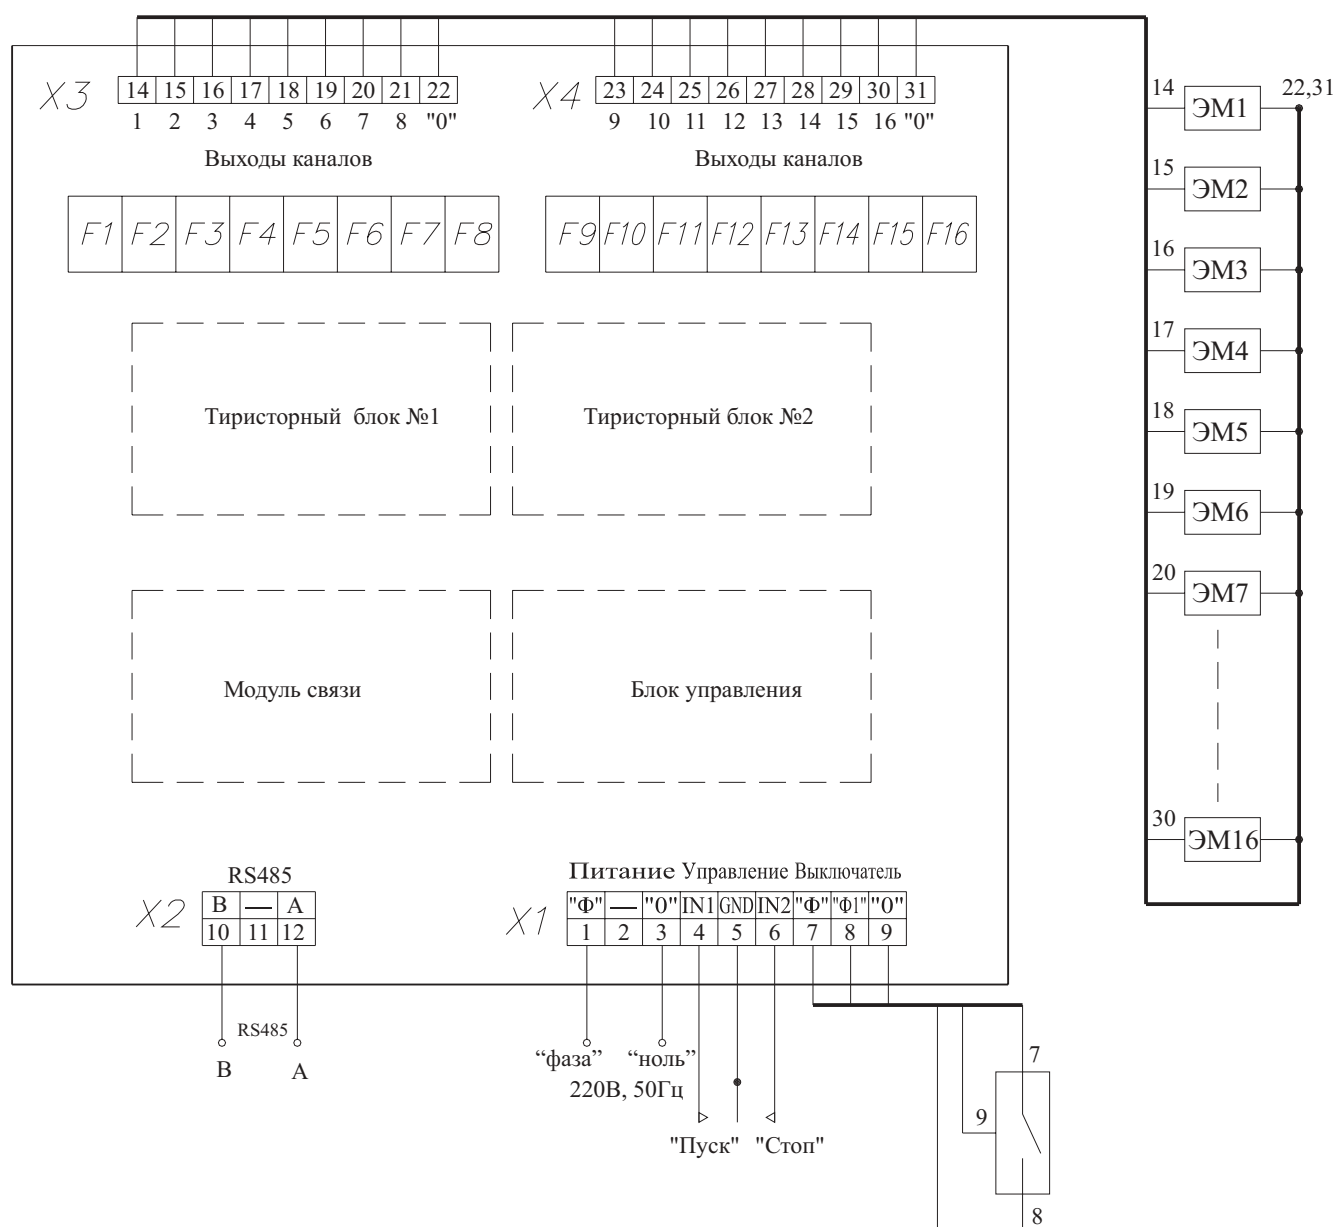 X3 14 15 16 17 18 19 20 21 22
1 2 3 4 5 6 7 8 "0"
Выходы каналов
X4 23 24 25 26 27 28 29 30 31
9 10 11 12 13 14 15 16 "0"
Выходы каналов
F1 F2 F3 F4 F5 F6 F7 F8
F9 F10 F11 F12 F13 F14 F15 F16
Тиристорный блок №1
Тиристорный блок №2
Модуль связи
Блок управления
RS485
X2
B — A
10 11 12
RS485
B A
Питание Управление Выключатель
X1
"Ф" — "0" IN1 GND IN2 "Ф" "Ф1" "0"
1 2 3 4 5 6 7 8 9
“фаза” “ноль”
220В, 50Гц
"Пуск" "Стоп"
7
9
8
22,31
14 ЭМ1
15 ЭМ2
16 ЭМ3
17 ЭМ4
18 ЭМ5
19 ЭМ6
20 ЭМ7
30 ЭМ16